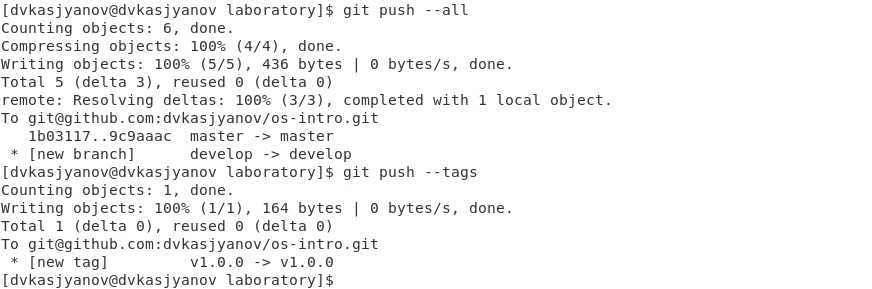 [dvkasjyanov@dvkasjyanov laboratory]$ git push --all
Counting objects: 6, done.
Compressing objects: 100% (4/4), done.
Writing objects: 100% (5/5), 436 bytes | 0 bytes/s, done.
Total 5 (delta 3), reused 0 (delta 0)
remote: Resolving deltas: 100% (3/3), completed with 1 local object.
To git@github.com:dvkasjyanov/os-intro.git
   1b03117..9c9aaac  master -> master
 * [new branch]      develop -> develop
[dvkasjyanov@dvkasjyanov laboratory]$ git push --tags
Counting objects: 1, done.
Writing objects: 100% (1/1), 164 bytes | 0 bytes/s, done.
Total 1 (delta 0), reused 0 (delta 0)
To git@github.com:dvkasjyanov/os-intro.git
 * [new tag]         v1.0.0 -> v1.0.0
[dvkasjyanov@dvkasjyanov laboratory]$